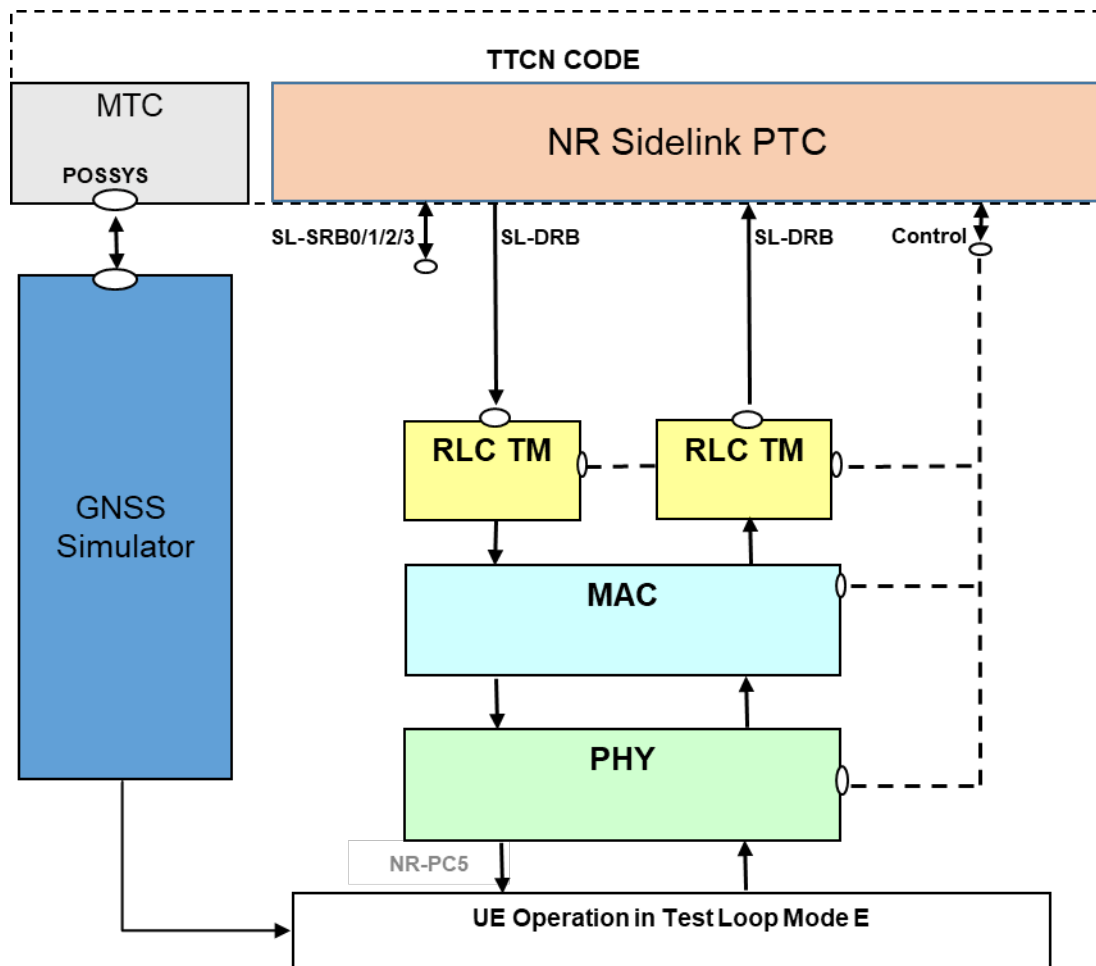 TTCN CODE
MTC
NR Sidelink PTC
POSSYS
SL-SRB0/1/2/3
SL-DRB
SL-DRB
Control
RLC TM
RLC TM
GNSS
Simulator
MAC
PHY
NR-PC5
UE Operation in Test Loop Mode E